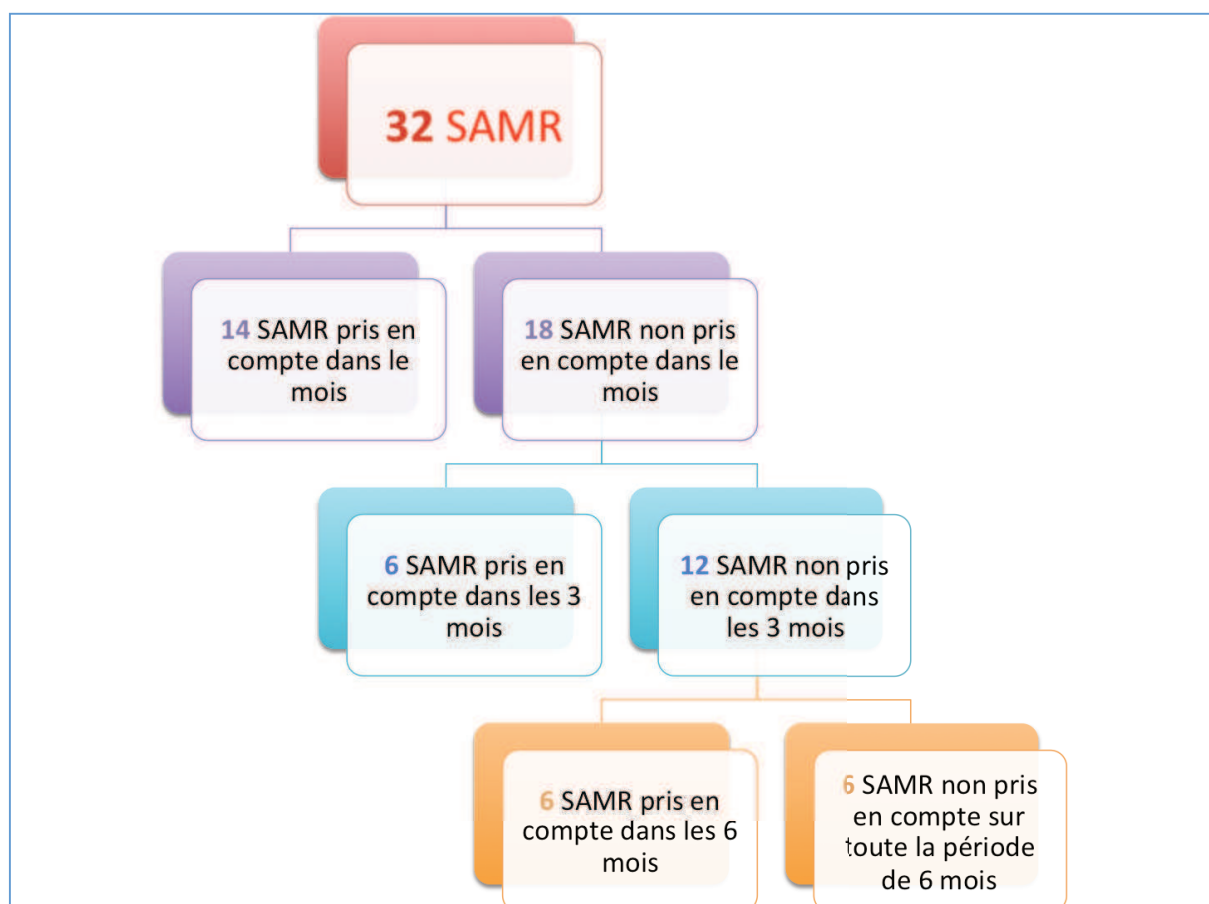 32 SAMR
14 SAMR pris en
compte dans le
mois
18 SAMR non pris
en compte dans le
mois
6 SAMR pris en
compte dans les 3
mois
12 SAMR non pris
en compte dans
les 3 mois
6 SAMR pris en
compte dans les 6
mois
6 SAMR non pris
en compte sur
toute la période
de 6 mois